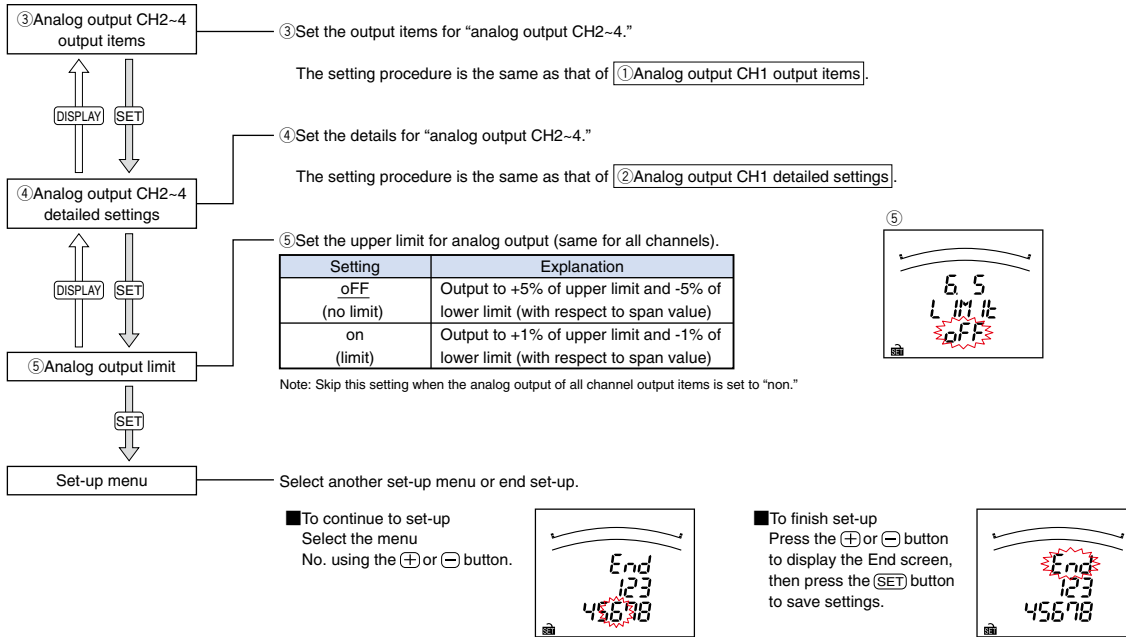 ③Analog output CH2~4
output items
③Set the output items for “analog output CH2~4.”
The setting procedure is the same as that of ①Analog output CH1 output items.
DISPLAY SET
④Set the details for “analog output CH2~4.”
The setting procedure is the same as that of ②Analog output CH1 detailed settings.
④Analog output CH2~4
detailed settings
DISPLAY SET
⑤Set the upper limit for analog output (same for all channels).
Setting Explanation
oFF
(no limit)
Output to +5% of upper limit and -5% of
lower limit (with respect to span value)
on
(limit)
Output to +1% of upper limit and -1% of
lower limit (with respect to span value)
Note: Skip this setting when the analog output of all channel output items is set to “non.”
⑤
6. 5
LIMIt
oFF
SET
⑤Analog output limit
SET
Set-up menu
Select another set-up menu or end set-up.
■To continue to set-up
Select the menu
No. using the + or − button.
End
123
45678
SET
■To finish set-up
Press the + or − button
to display the End screen,
then press the SET button
to save settings.
End
123
45678
SET